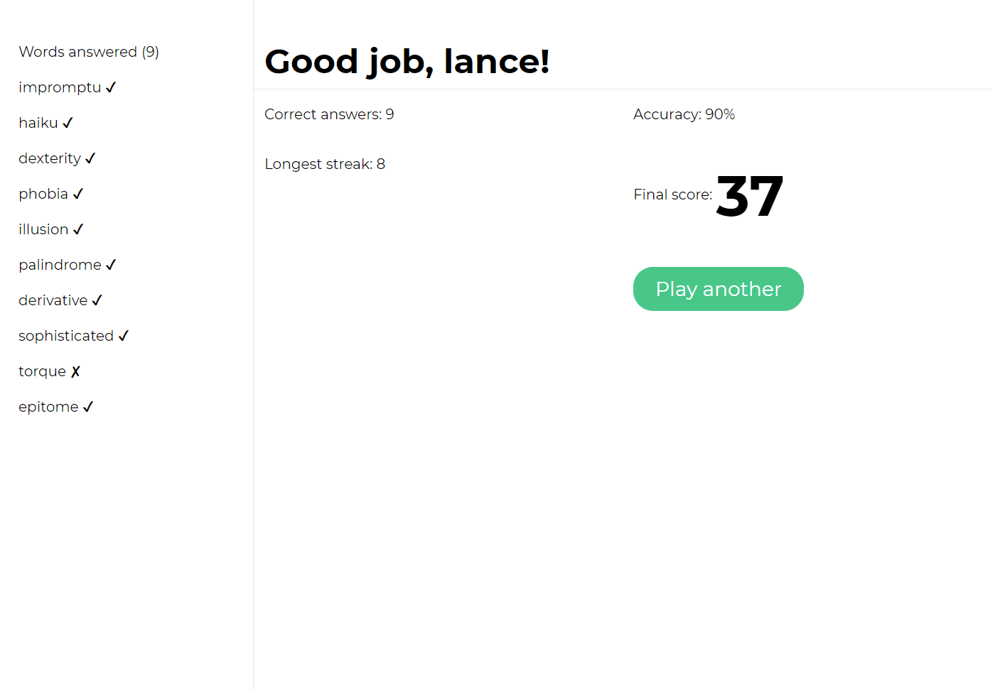 Words answered (9)
impromptu ✓
haiku ✓
dexterity ✓
phobia ✓
illusion ✓
palindrome ✓
derivative ✓
sophisticated ✓
torque ✗
epitome ✓
Good job, lance!
Correct answers: 9
Longest streak: 8
Accuracy: 90%
Final score: 37
Play another